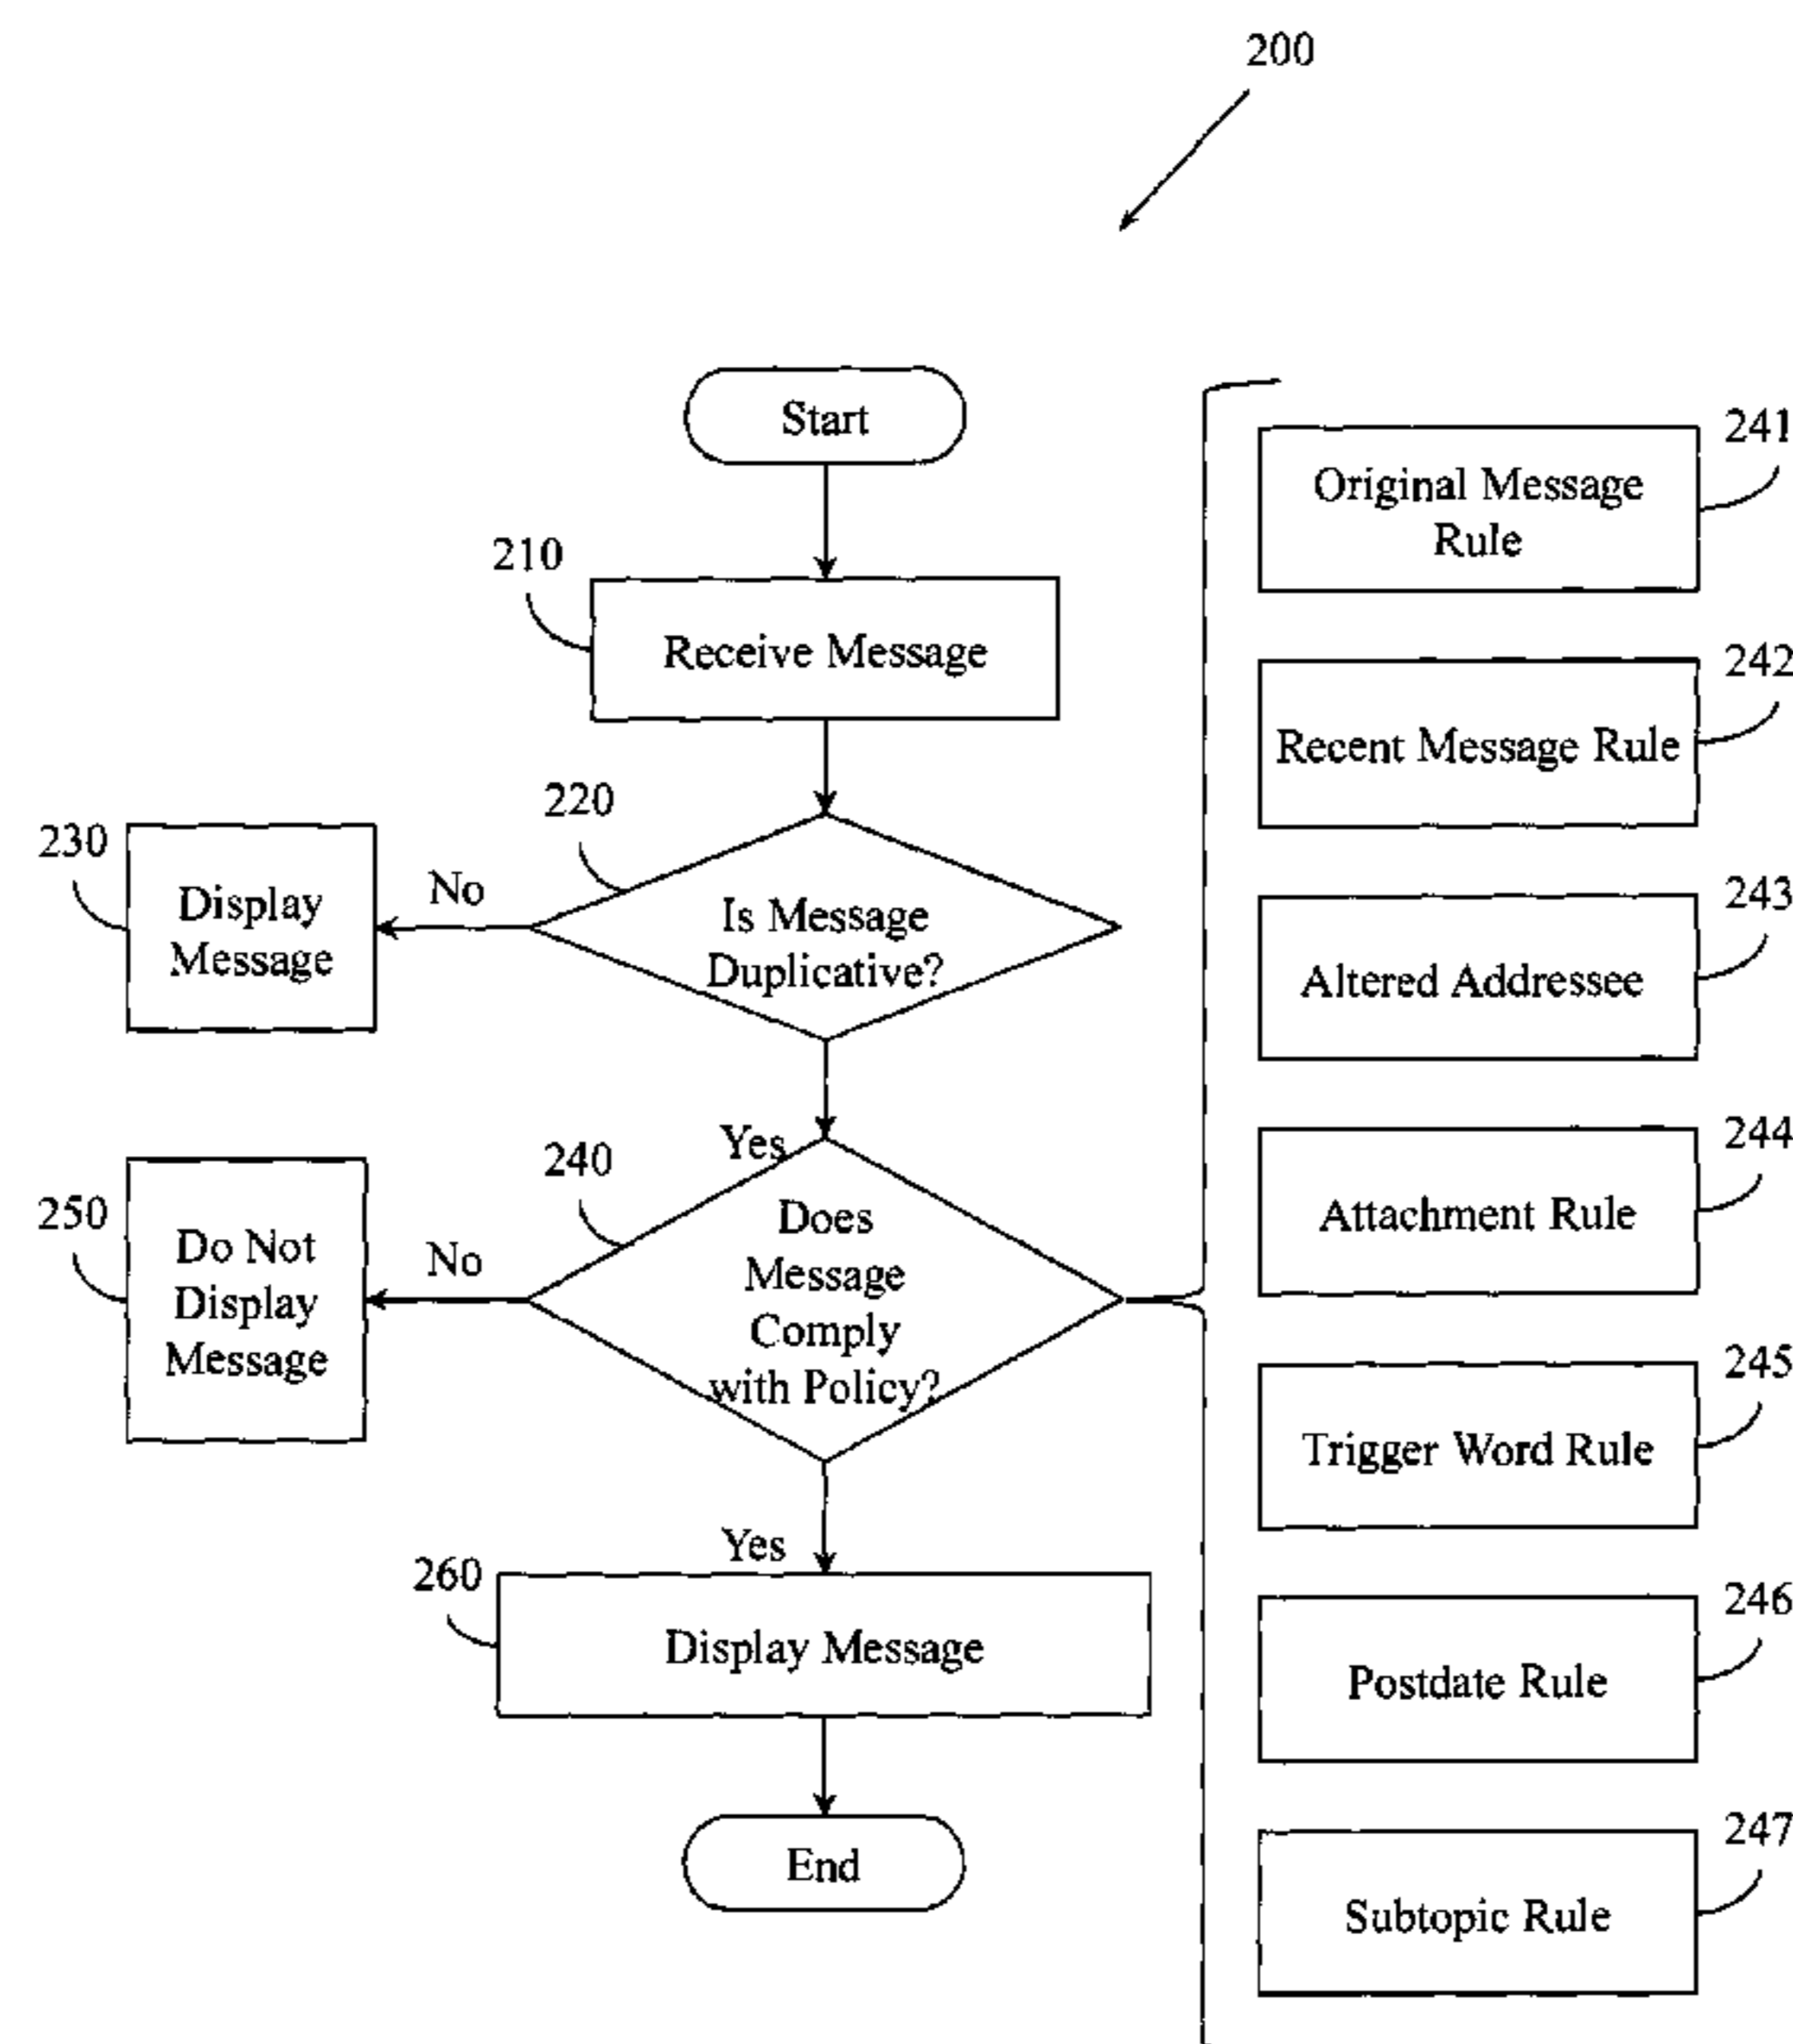 200
Start
210
Receive Message
220
Is Message
Duplicative?
No
230
Display
Message
Yes
240
Does
Message
Comply
with Policy?
No
250
Do Not
Display
Message
Yes
260
Display Message
End
241
Original Message
Rule
242
Recent Message Rule
243
Altered Addressee
244
Attachment Rule
245
Trigger Word Rule
246
Postdate Rule
247
Subtopic Rule